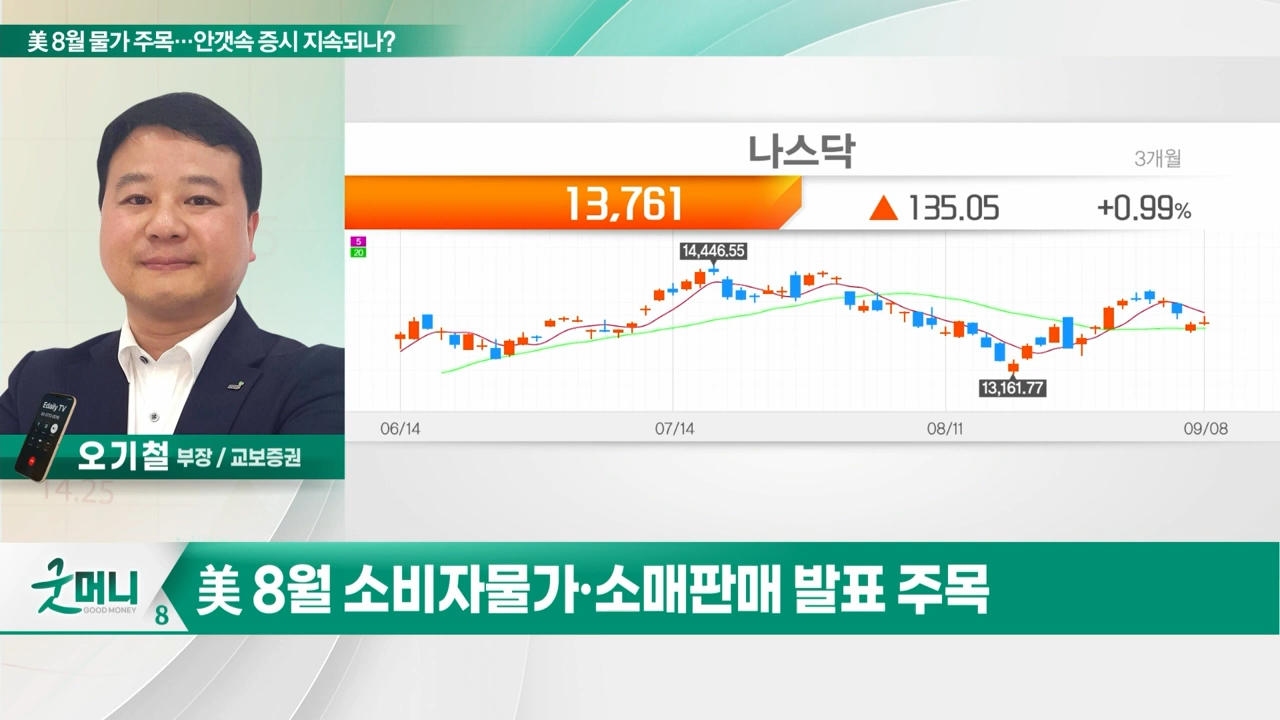 美 8월 물가 주목…안갯속 증시 지속되나?
나스닥
3개월
13,761
▲ 135.05
+0.99%
5
20
14,446.55
13,161.77
06/14
07/14
08/11
09/08
Edaily TV
오기철 부장 / 교보증권
14.25
굿머니
GOOD MONEY
8
美 8월 소비자물가·소매판매 발표 주목